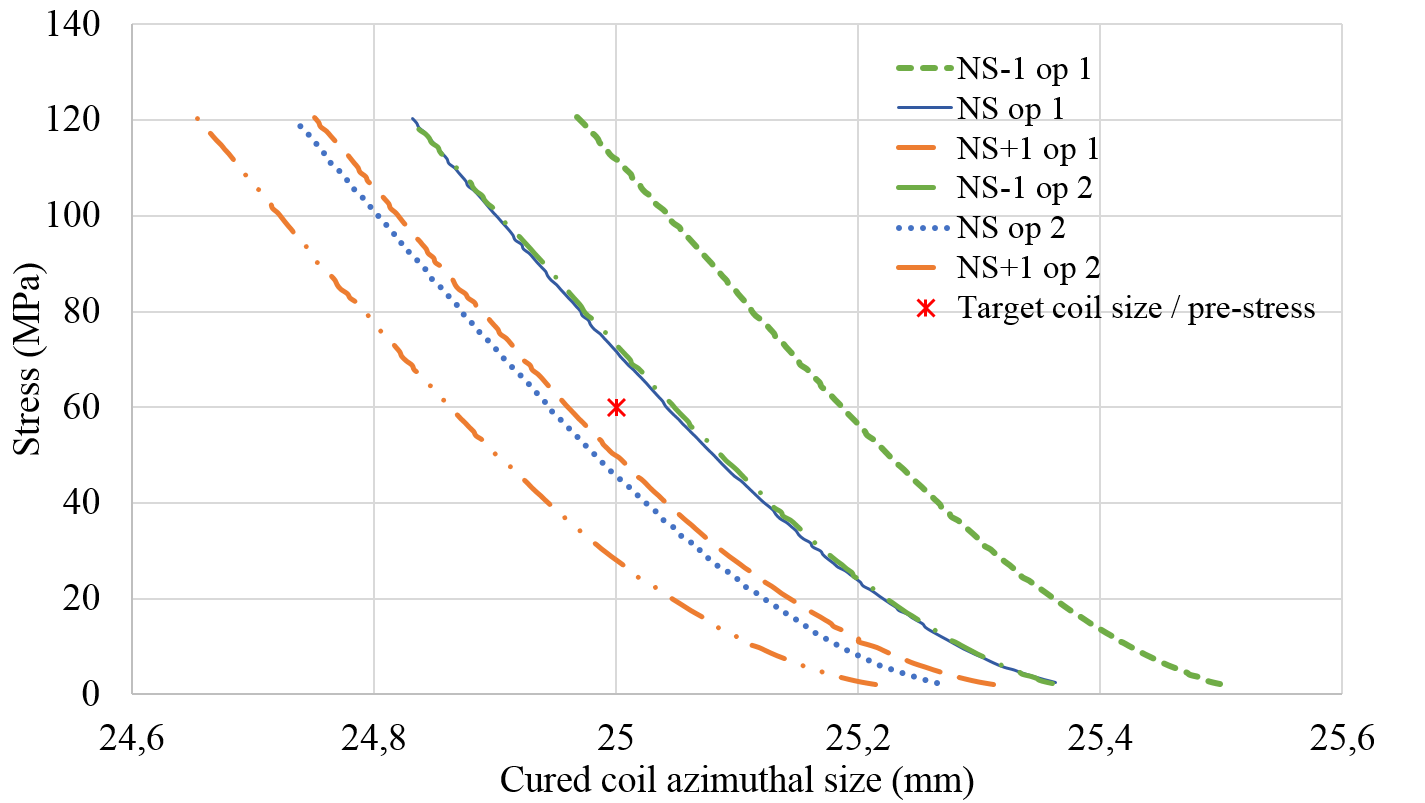 140
120
100
80
60
40
20
0
Stress (MPa)
NS-1 op 1
NS op 1
NS+1 op 1
NS-1 op 2
NS op 2
NS+1 op 2
Target coil size / pre-stress
24,6 24,8 25 25,2 25,4 25,6
Cured coil azimuthal size (mm)